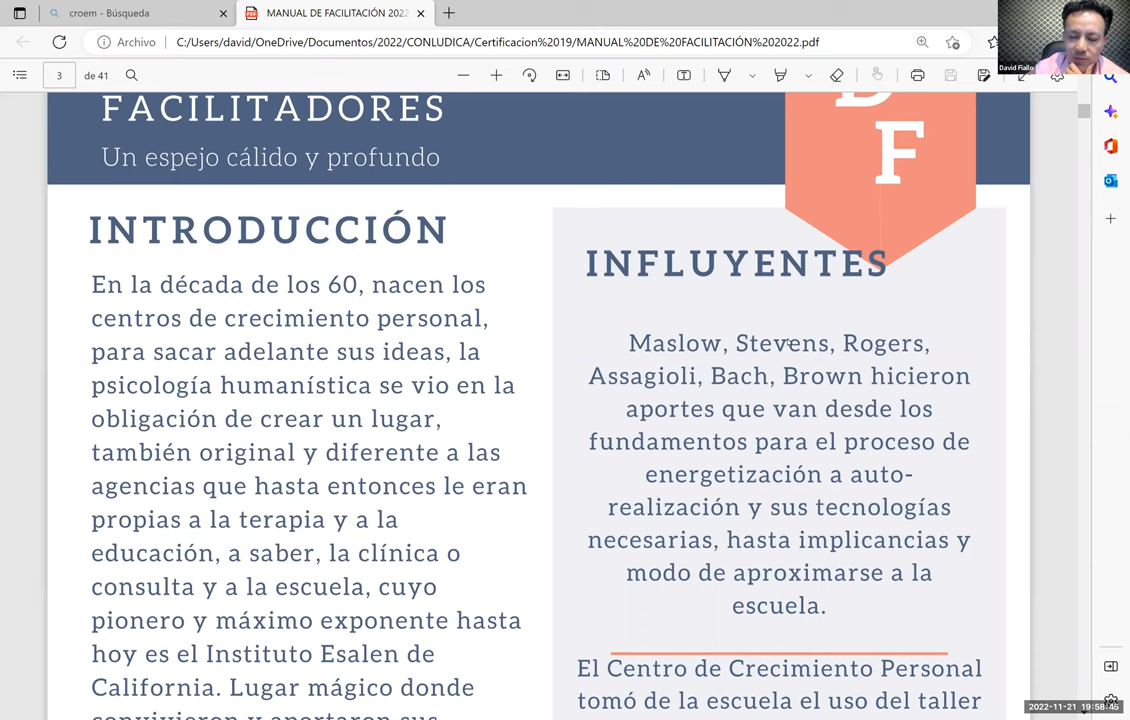 croem - Búsqueda
MANUAL DE FACILITACIÓN 2022
Archivo
C:/Users/david/OneDrive/Documentos/2022/CONLUDICA/Certificacion%2019/MANUAL%20DE%20FACILITACIÓN%202022.pdf
David Fiallo
3
de 41
FACILITADORES
Un espejo cálido y profundo
F
INTRODUCCIÓN
En la década de los 60, nacen los
centros de crecimiento personal,
para sacar adelante sus ideas, la
psicología humanística se vio en la
obligación de crear un lugar,
también original y diferente a las
agencias que hasta entonces le eran
propias a la terapia y a la
educación, a saber, la clínica o
consulta y a la escuela, cuyo
pionero y máximo exponente hasta
hoy es el Instituto Esalen de
California. Lugar mágico donde
convivieron y aportaron sus
INFLUYENTES
Maslow, Stevens, Rogers,
Assagioli, Bach, Brown hicieron
aportes que van desde los
fundamentos para el proceso de
energetización a auto-
realización y sus tecnologías
necesarias, hasta implicancias y
modo de aproximarse a la
escuela.
El Centro de Crecimiento Personal
tomó de la escuela el uso del taller
2022-11-21 19:58:45